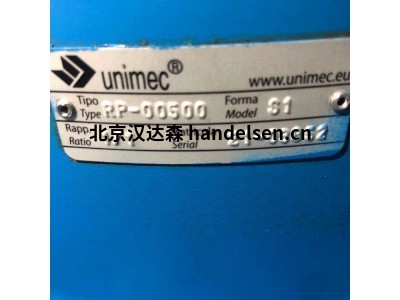 unimec®
www.unimec.eu
Tipo Forma
Type RP-00500 Model S1
Rapp.
北京汉达森 handelsen.cn
Ratio Serial